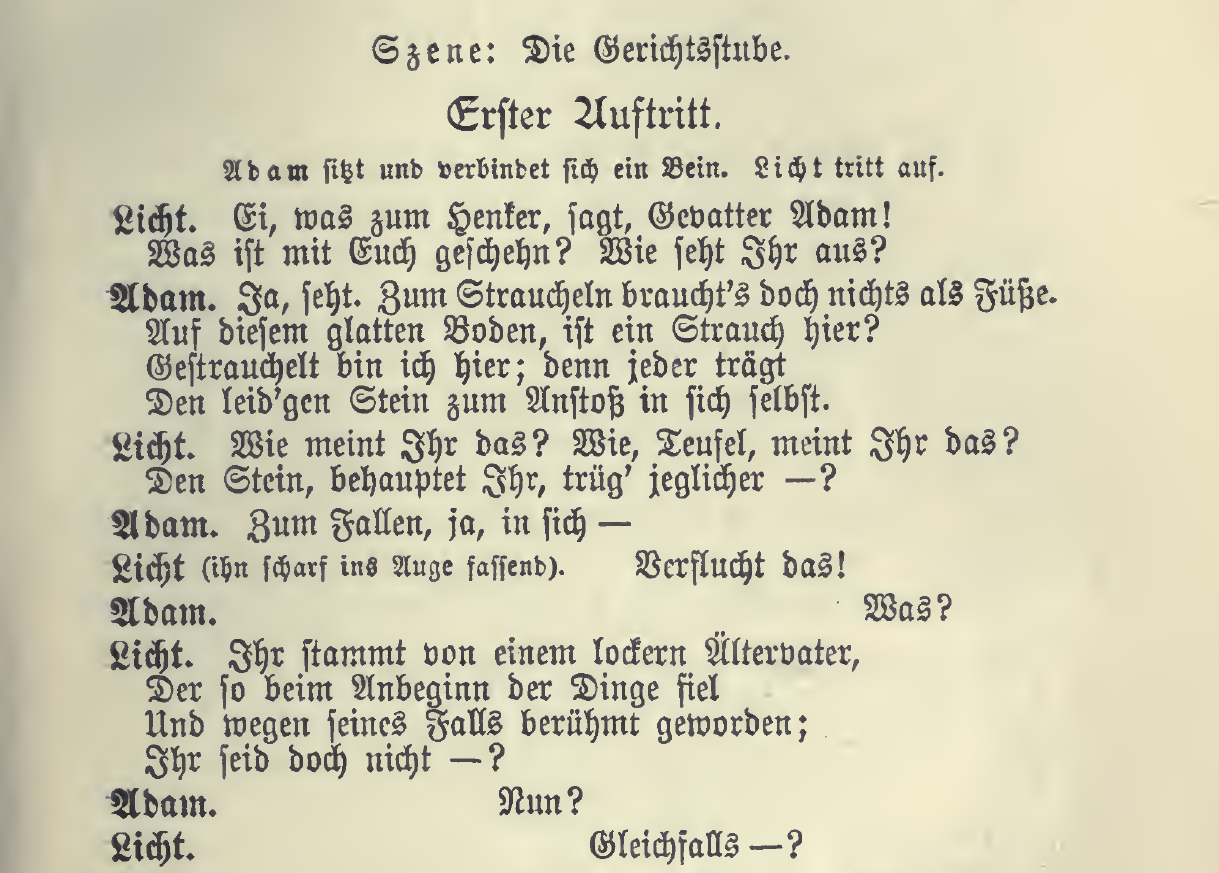 Szene: Die Gerichtsstube.
Erster Auftritt.
Adam sitzt und verbindet sich ein Bein. Licht tritt auf.
Licht. Ei, was zum Henker, sagt, Gevatter Adam!
Was ist mit Euch geschehn? Wie seht Ihr aus?
Adam. Ja, seht. Zum Straucheln braucht's doch nichts als Füße.
Auf diesem glatten Boden, ist ein Strauch hier?
Gestrauchelt bin ich hier; denn jeder trägt
Den leid'gen Stein zum Anstoß in sich selbst.
Licht. Wie meint Ihr das? Wie, Teufel, meint Ihr das?
Den Stein, behauptet Ihr, trüg' jeglicher —?
Adam. Zum Fallen, ja, in sich —
Licht (ihn scharf ins Auge fassend). Verflucht das!
Adam. Was?
Licht. Ihr stammt von einem lockern Ältervater,
Der so beim Anbeginn der Dinge fiel
Und wegen seines Falls berühmt geworden;
Ihr seid doch nicht —?
Adam. Nun?
Licht. Gleichfalls —?